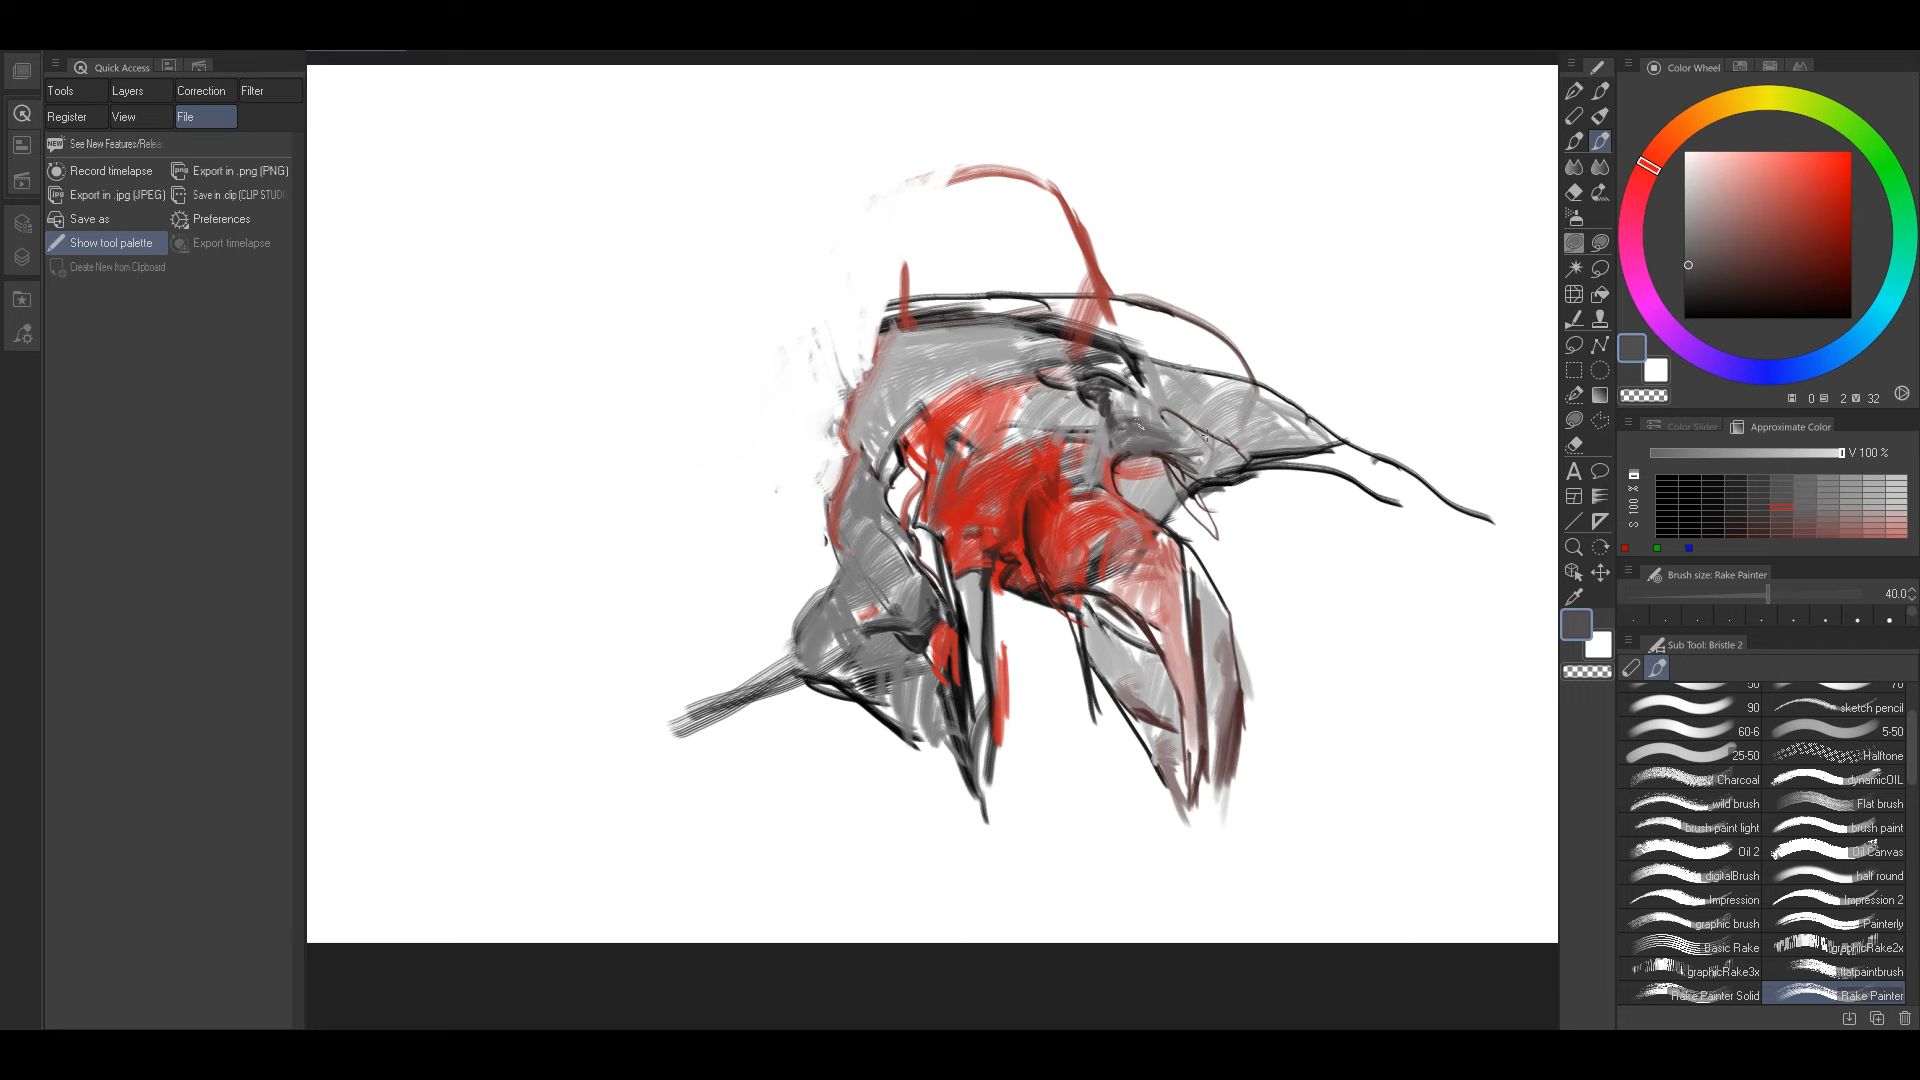 Quick Access
Tools Layers Correction Filter
Register View File
NEW See New Features/Relea
Record timelapse Export in .png (PNG)
Export in .jpg (JPEG) Save in .clip (CLIP STUDI
Save as Preferences
Show tool palette Export timelapse
Create New from Clipboard
Color Wheel
H 0 S 2 V 32
Color Slider Approximate Color
V 100 %
S 100 %
Brush size: Rake Painter
40.0
Sub Tool: Bristle 2
50 70
90 sketch pencil
60-6 5-50
25-50 Halftone
Charcoal dynamicOIL
wild brush Flat brush
brush paint light brush paint
Oil 2 Oil Canvas
digitalBrush half round
Impression Impression 2
graphic brush Painterly
Basic Rake graphicRake2x
graphicRake3x flatpaintbrush
Rake Painter Solid Rake Painter